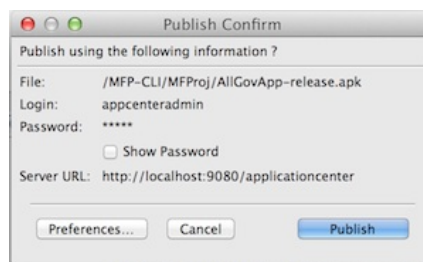 Publish Confirm
Publish using the following information ?
File: /MFP-CLI/MFProj/AllGovApp-release.apk
Login: appcenteradmin
Password: *****
Show Password
Server URL: http://localhost:9080/applicationcenter
Preferences... Cancel Publish